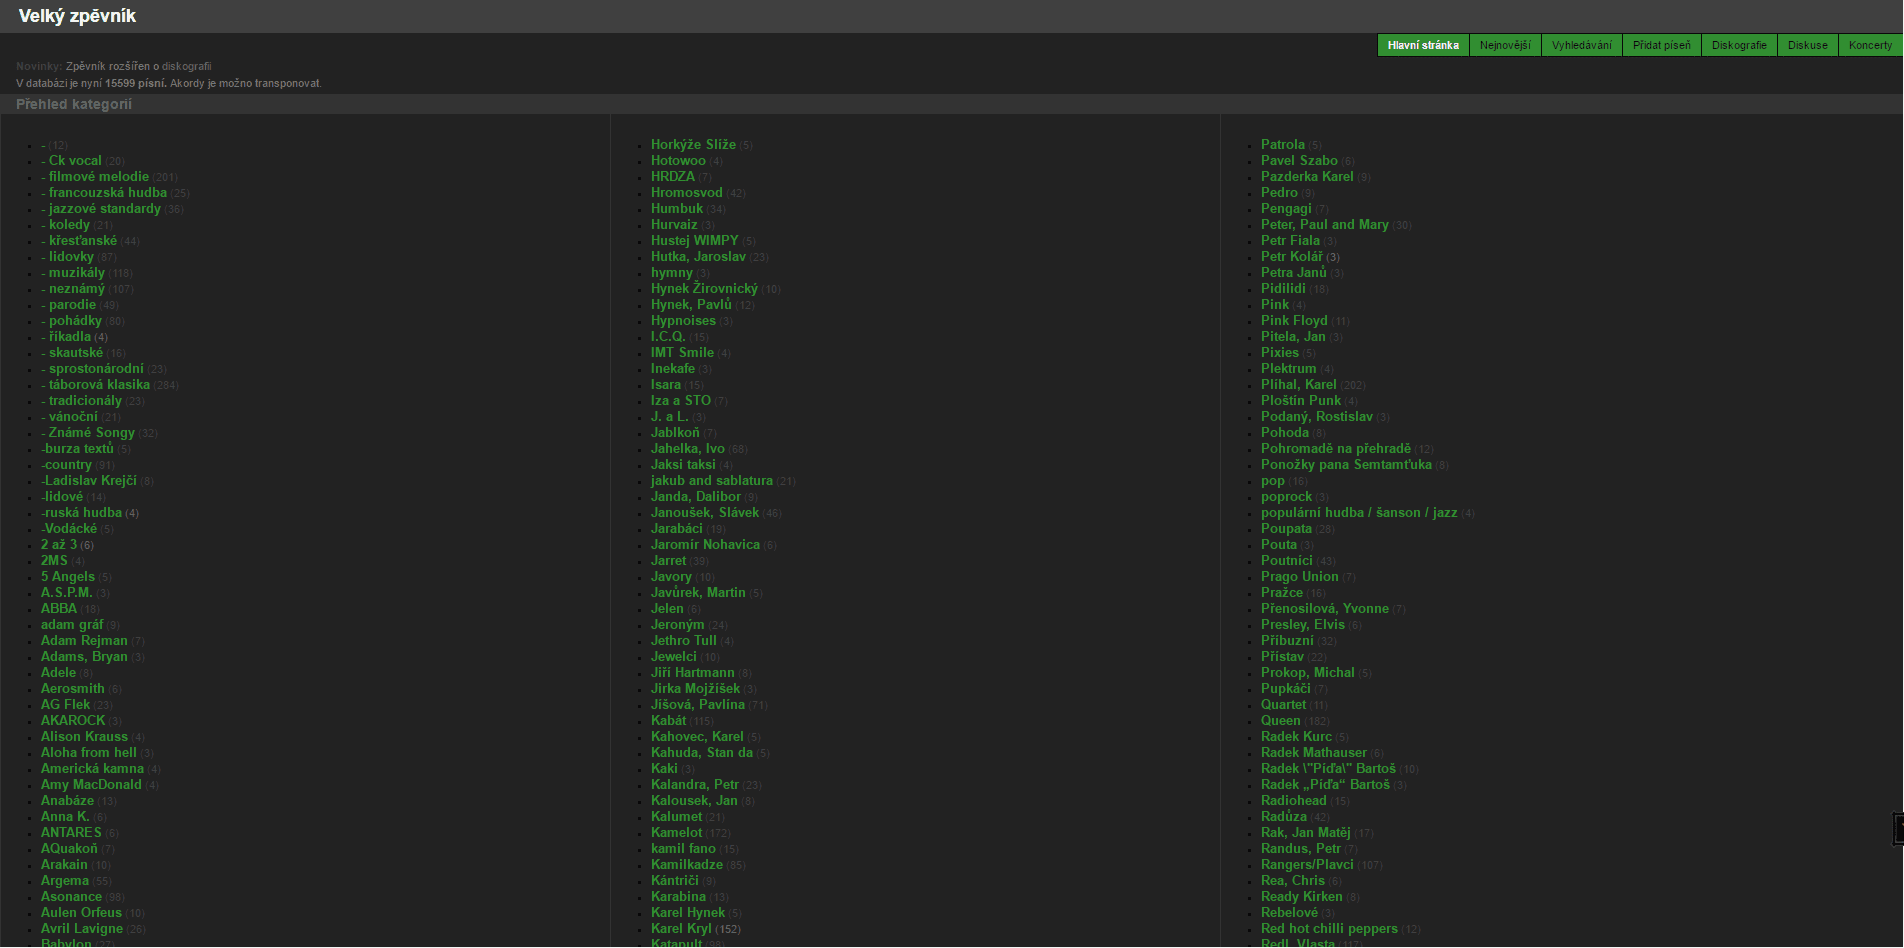 Velký zpěvník
Hlavní stránka Nejnovější Vyhledávání Přidat píseň Diskografie Diskuse Koncerty
Novinky: Zpěvník rozšířen o diskografii
V databázi je nyní 15599 písní. Akordy je možno transponovat.
Přehled kategorií
- (12)
- Ck vocal (20)
- filmové melodie (201)
- francouzská hudba (25)
- jazzové standardy (36)
- koledy (21)
- křesťanské (44)
- lidovky (87)
- muzikály (118)
- neznámý (107)
- parodie (49)
- pohádky (80)
- říkadla (4)
- skautské (16)
- sprostonárodní (23)
- táborová klasika (284)
- tradicionály (23)
- vánoční (21)
- Známé Songy (32)
-burza textů (5)
-country (91)
-Ladislav Krejčí (8)
-lidové (14)
-ruská hudba (4)
-Vodácké (5)
2 až 3 (6)
2MS (4)
5 Angels (5)
A.S.P.M. (3)
ABBA (18)
adam gráf (9)
Adam Rejman (7)
Adams, Bryan (3)
Adele (8)
Aerosmith (6)
AG Flek (23)
AKAROCK (3)
Alison Krauss (4)
Aloha from hell (3)
Americká kamna (4)
Amy MacDonald (4)
Anabáze (13)
Anna K. (6)
ANTARES (6)
AQuakoň (7)
Arakain (10)
Argema (55)
Asonance (98)
Aulen Orfeus (10)
Avril Lavigne (26)
Babylon (27)
Horkýže Slíže (5)
Hotowoo (4)
HRDZA (7)
Hromosvod (42)
Humbuk (34)
Hurvaiz (3)
Hustej WIMPY (5)
Hutka, Jaroslav (23)
hymny (3)
Hynek Žirovnický (10)
Hynek, Pavlů (12)
Hypnoises (3)
I.C.Q. (15)
IMT Smile (4)
Inekafe (3)
Isara (15)
Iza a STO (7)
J. a L. (3)
Jablkoň (7)
Jahelka, Ivo (68)
Jaksi taksi (4)
jakub and sablatura (21)
Janda, Dalibor (9)
Janoušek, Slávek (46)
Jarabáci (19)
Jaromír Nohavica (6)
Jarret (39)
Javory (10)
Javůrek, Martin (5)
Jelen (6)
Jeroným (24)
Jethro Tull (4)
Jewelci (10)
Jiří Hartmann (8)
Jirka Mojžíšek (3)
Jišová, Pavlína (71)
Kabát (115)
Kahovec, Karel (5)
Kahuda, Stan da (5)
Kaki (3)
Kalandra, Petr (23)
Kalousek, Jan (8)
Kalumet (21)
Kamelot (172)
kamil fano (15)
Kamilkadze (85)
Kántriči (9)
Karabina (13)
Karel Hynek (5)
Karel Kryl (152)
Katapult (98)
Patrola (5)
Pavel Szabo (6)
Pazderka Karel (9)
Pedro (9)
Pengagi (7)
Peter, Paul and Mary (30)
Petr Fiala (3)
Petr Kolář (3)
Petra Janů (3)
Pidilidi (18)
Pink (4)
Pink Floyd (11)
Pitela, Jan (3)
Pixies (5)
Plektrum (4)
Plíhal, Karel (202)
Ploštín Punk (4)
Podaný, Rostislav (3)
Pohoda (8)
Pohromadě na přehradě (12)
Ponožky pana Semtamťuka (8)
pop (16)
poprock (3)
populární hudba / šanson / jazz (4)
Poupata (28)
Pouta (3)
Poutníci (43)
Prago Union (7)
Pražce (16)
Přenosilová, Yvonne (7)
Presley, Elvis (6)
Příbuzní (32)
Přístav (22)
Prokop, Michal (5)
Pupkáči (7)
Quartet (11)
Queen (182)
Radek Kurc (5)
Radek Mathauser (6)
Radek \"Píďa\" Bartoš (10)
Radek „Píďa“ Bartoš (3)
Radiohead (15)
Radůza (42)
Rak, Jan Matěj (17)
Randus, Petr (7)
Rangers/Plavci (107)
Rea, Chris (6)
Ready Kirken (8)
Rebelové (3)
Red hot chilli peppers (12)
Redl, Vlasta (117)